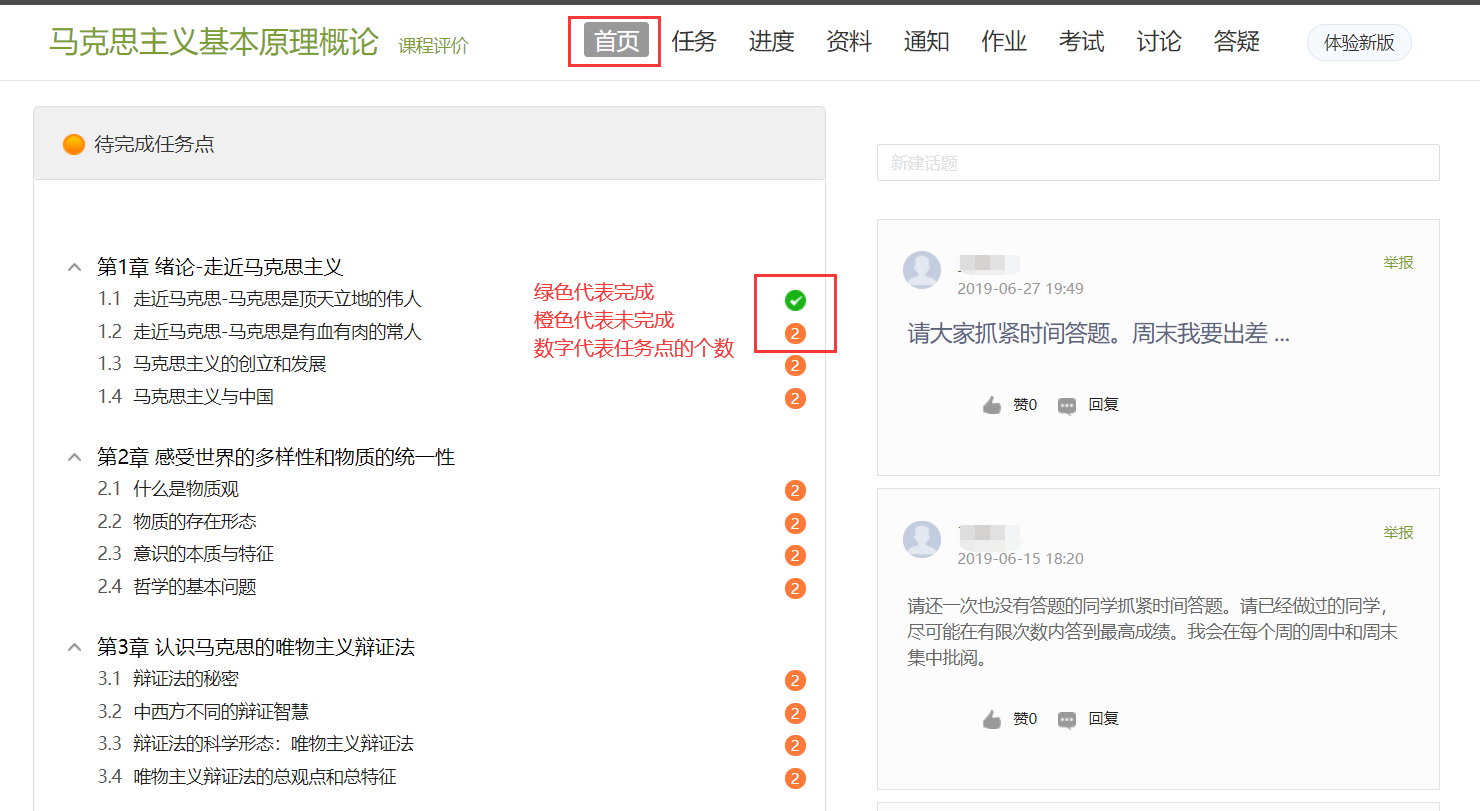 马克思主义基本原理概论 课程评价 首页 任务 进度 资料 通知 作业 考试 讨论 答疑 体验新版
待完成任务点
第1章 绪论-走近马克思主义
1.1 走近马克思-马克思是顶天立地的伟人
1.2 走近马克思-马克思是有血有肉的常人 2
1.3 马克思主义的创立和发展 2
1.4 马克思主义与中国 2
绿色代表完成
橙色代表未完成
数字代表任务点的个数
第2章 感受世界的多样性和物质的统一性
2.1 什么是物质观 2
2.2 物质的存在形态 2
2.3 意识的本质与特征 2
2.4 哲学的基本问题 2
第3章 认识马克思的唯物主义辩证法
3.1 辩证法的秘密 2
3.2 中西方不同的辩证智慧 2
3.3 辩证法的科学形态：唯物主义辩证法 2
3.4 唯物主义辩证法的总观点和总特征 2
新建话题
举报
2019-06-27 19:49
请大家抓紧时间答题。周末我要出差 ...
赞0 回复
举报
2019-06-15 18:20
请还一次也没有答题的同学抓紧时间答题。请已经做过的同学，
尽可能在有限次数内答到最高成绩。我会在每个周的周中和周末
集中批阅。
赞0 回复